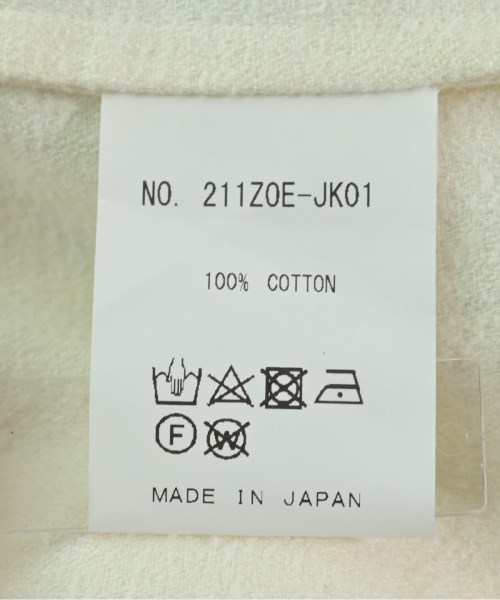 NO. 211ZOE-JK01
100% COTTON
F W
MADE IN JAPAN